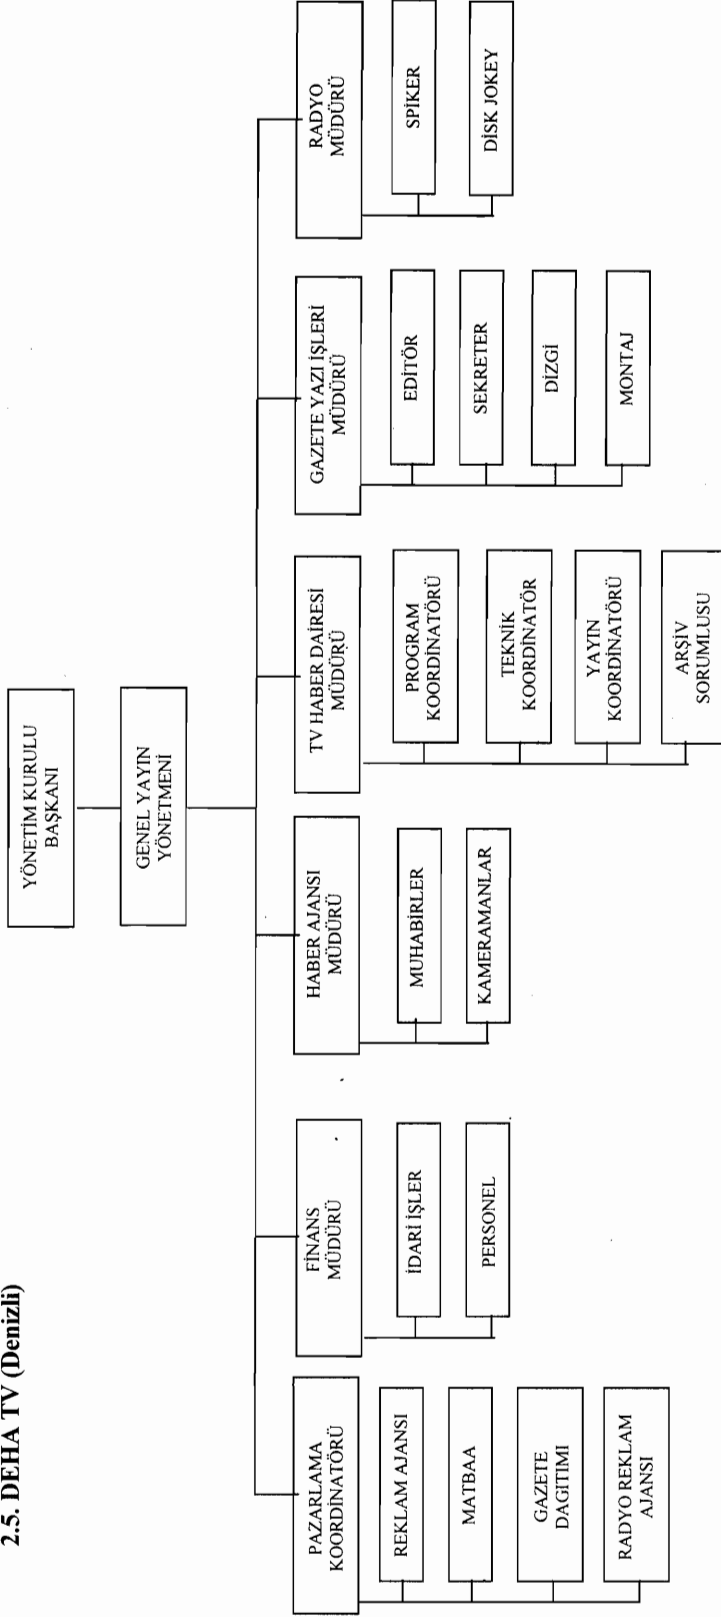 2.5. DEHA TV (Denizli)
YÖNETİM KURULU
BAŞKANI
GENEL YAYIN
YÖNETMENİ
PAZARLAMA
KOORDİNATÖRÜ
REKLAM AJANSI
MATBAA
GAZETE
DAGITIMI
RADYO REKLAM
AJANSI
FİNANS
MÜDÜRÜ
İDARİ İŞLER
PERSONEL
HABER AJANSI
MÜDÜRÜ
MUHABİRLER
KAMERAMANLAR
TV HABER DAİRESİ
MÜDÜRÜ
PROGRAM
KOORDİNATÖRÜ
TEKNİK
KOORDİNATÖR
YAYIN
KOORDİNATÖRÜ
ARŞİV
SORUMLUSU
GAZETE YAZI İŞLERİ
MÜDÜRÜ
EDİTÖR
SEKRETER
DİZGİ
MONTAJ
RADYO
MÜDÜRÜ
SPİKER
DİSK JOKEY